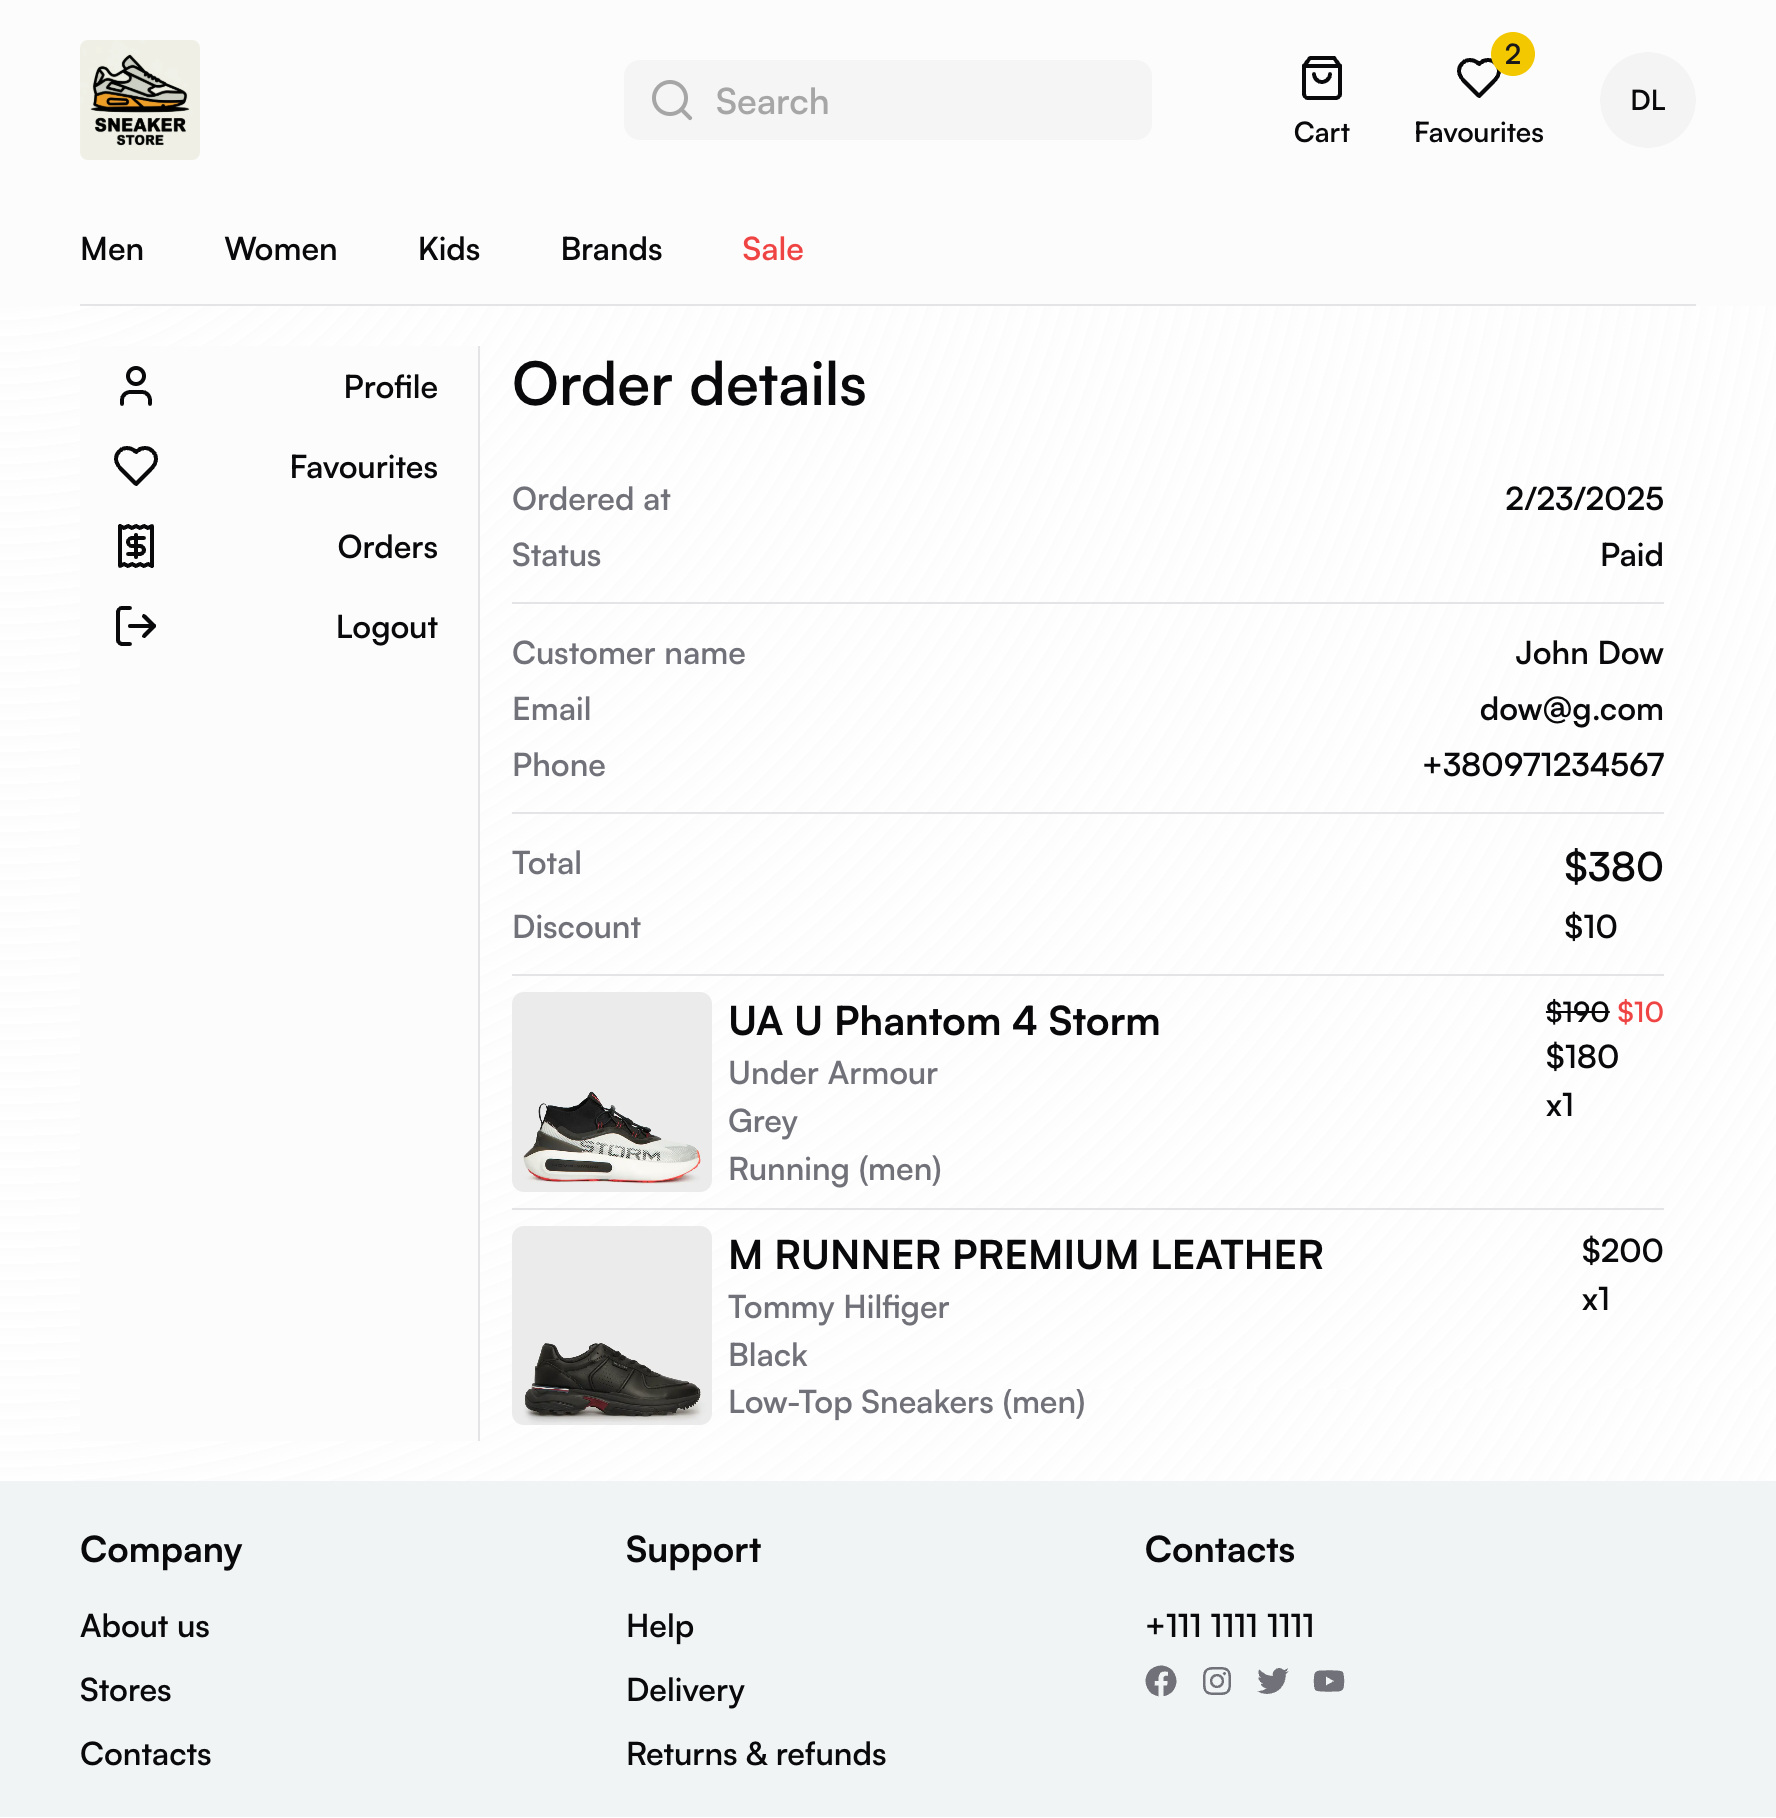 SNEAKER
STORE
Search
Cart
2
Favourites
DL
Men Women Kids Brands Sale
Profile
Favourites
Orders
Logout
Order details
Ordered at 2/23/2025
Status Paid
Customer name John Dow
Email dow@g.com
Phone +380971234567
Total $380
Discount $10
UA U Phantom 4 Storm
Under Armour
Grey
Running (men)
$190 $10
$180
x1
STORM
M RUNNER PREMIUM LEATHER
Tommy Hilfiger
Black
Low-Top Sneakers (men)
$200
x1
Company
About us
Stores
Contacts
Support
Help
Delivery
Returns & refunds
Contacts
+111 1111 1111